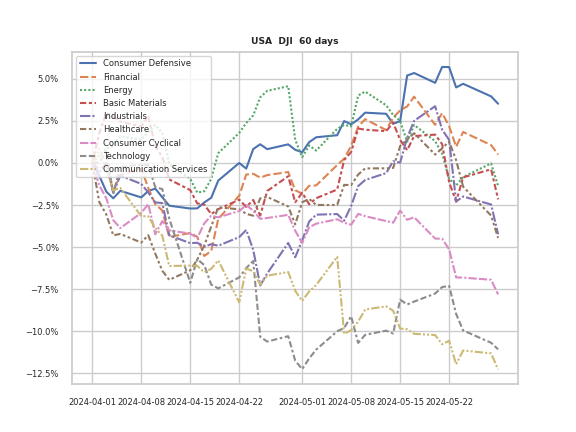 USA DJI 60 days
Consumer Defensive
Financial
Energy
Basic Materials
Industrials
Healthcare
Consumer Cyclical
Technology
Communication Services
5.0%
2.5%
0.0%
−2.5%
−5.0%
−7.5%
−10.0%
−12.5%
2024-04-01 2024-04-08 2024-04-15 2024-04-22 2024-05-01 2024-05-08 2024-05-15 2024-05-22